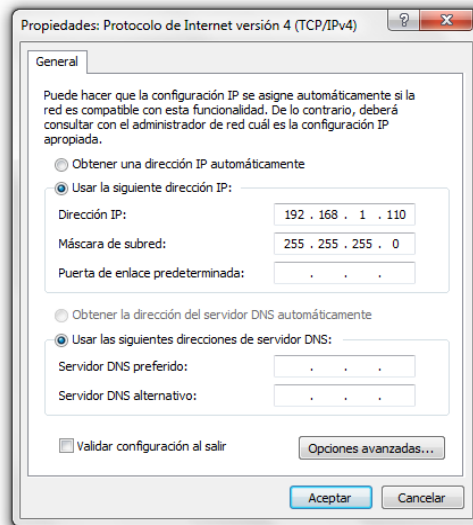 Propiedades: Protocolo de Internet versión 4 (TCP/IPv4)
General
Puede hacer que la configuración IP se asigne automáticamente si la
red es compatible con esta funcionalidad. De lo contrario, deberá
consultar con el administrador de red cuál es la configuración IP
apropiada.
Obtener una dirección IP automáticamente
Usar la siguiente dirección IP:
Dirección IP: 192 . 168 . 1 . 110
Máscara de subred: 255 . 255 . 255 . 0
Puerta de enlace predeterminada: . . .
Obtener la dirección del servidor DNS automáticamente
Usar las siguientes direcciones de servidor DNS:
Servidor DNS preferido: . . .
Servidor DNS alternativo: . . .
Validar configuración al salir Opciones avanzadas...
Aceptar Cancelar